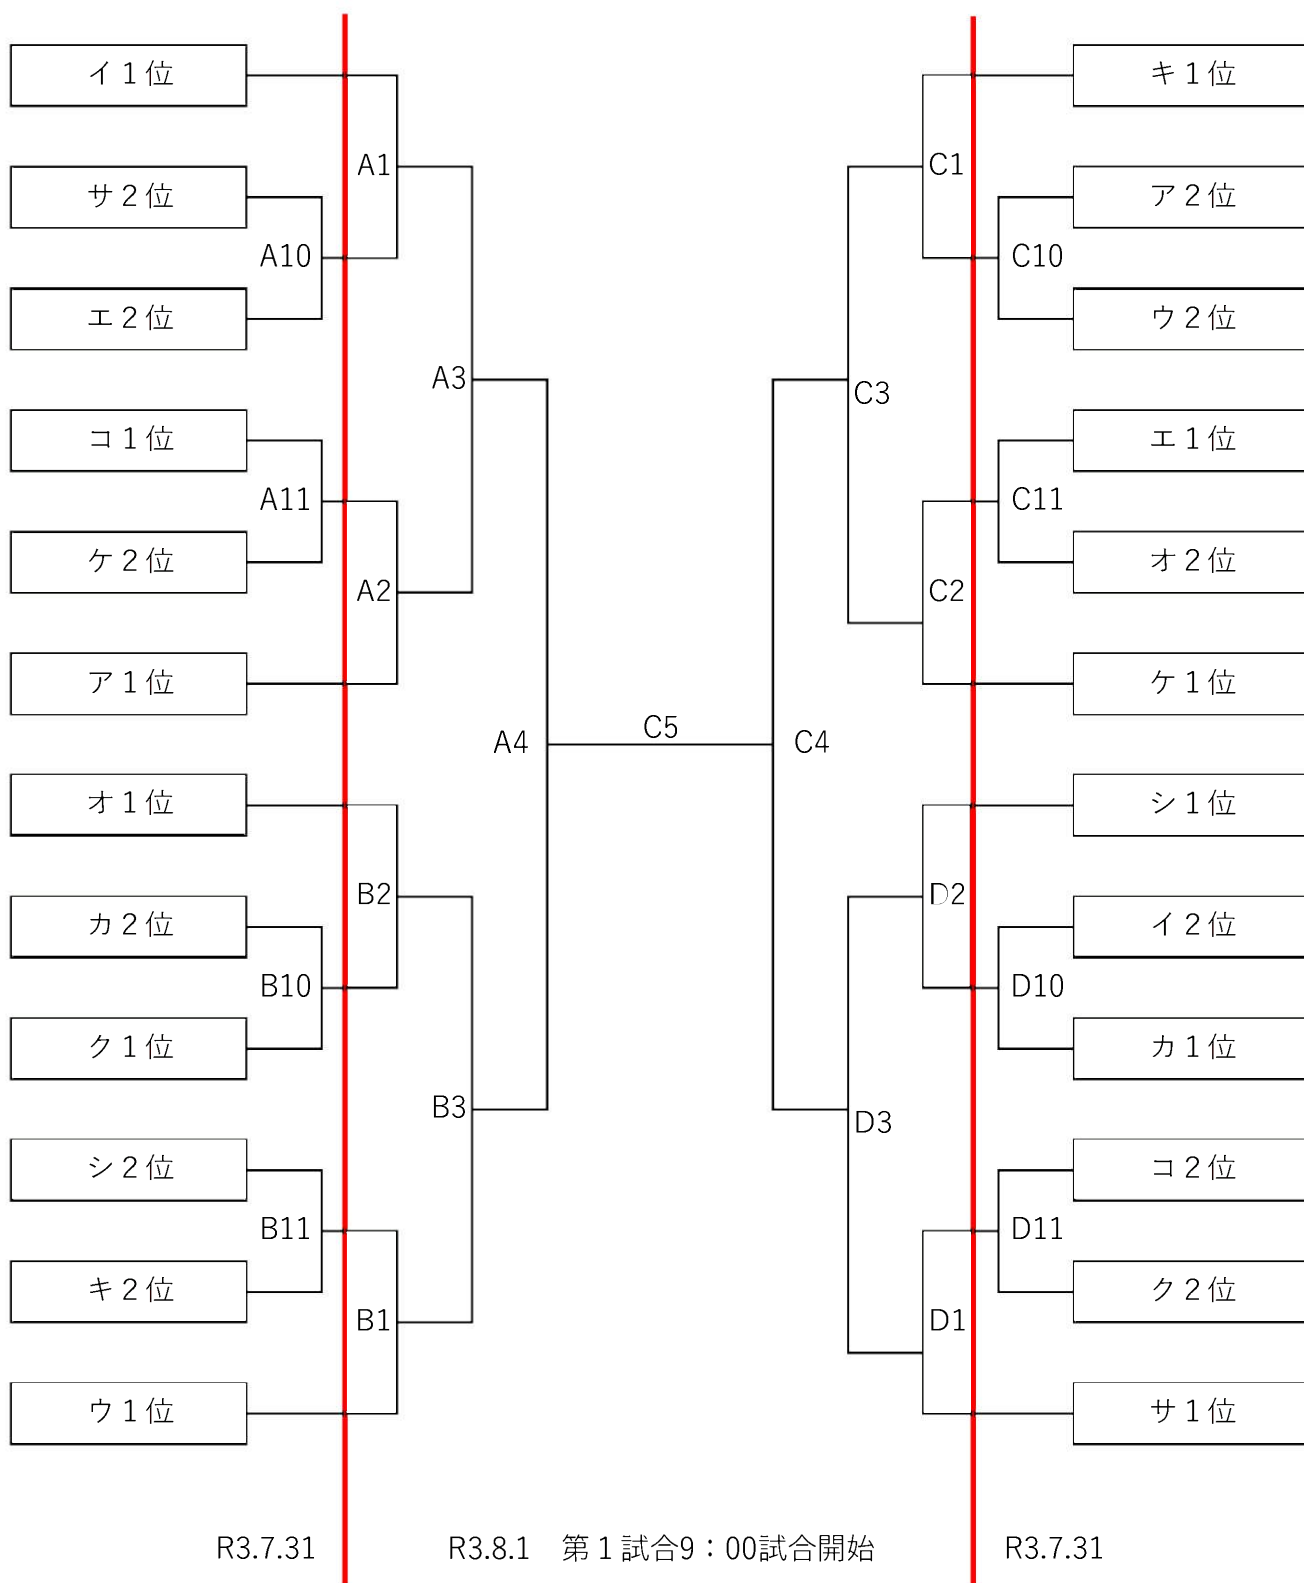 イ１位
サ２位
エ２位
コ１位
ケ２位
ア１位
オ１位
カ２位
ク１位
シ２位
キ２位
ウ１位
A10
A11
B10
B11
A1
A2
B2
B1
A3
B3
A4
C5
C4
C3
D3
C1
C2
D2
D1
C10
C11
D10
D11
キ１位
ア２位
ウ２位
エ１位
オ２位
ケ１位
シ１位
イ２位
カ１位
コ２位
ク２位
サ１位
R3.7.31
R3.8.1　第１試合9：00試合開始
R3.7.31